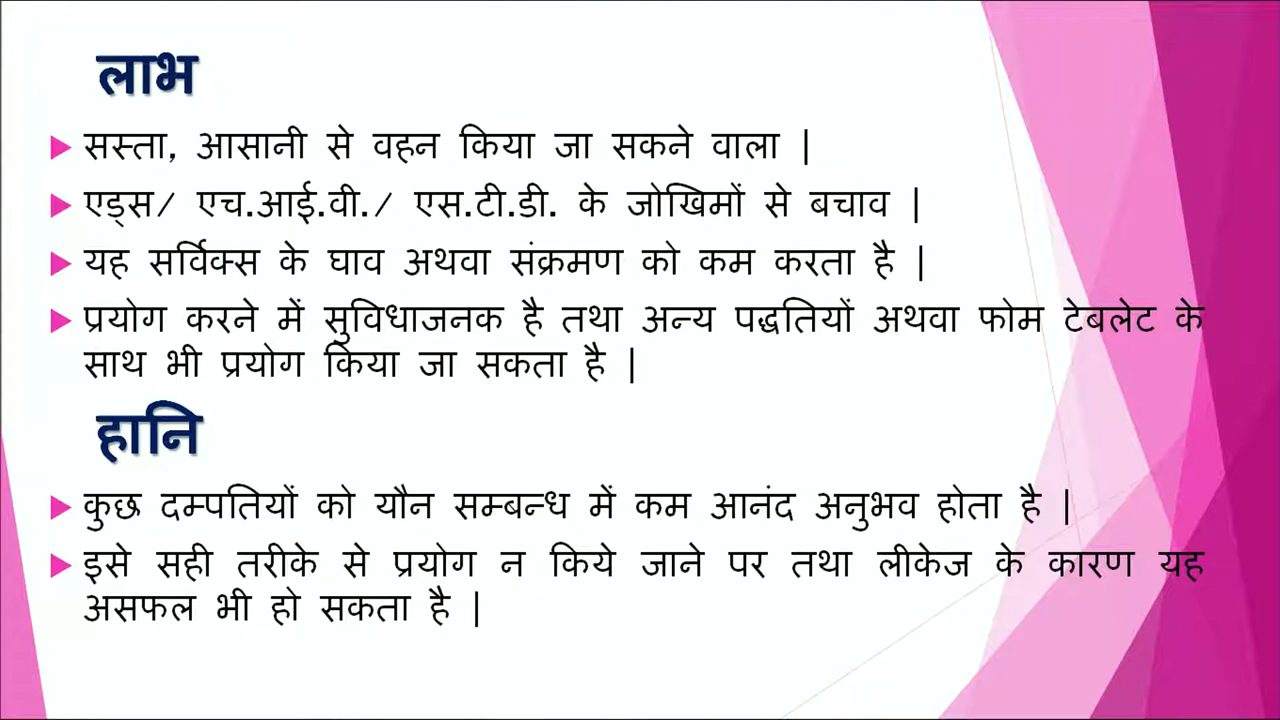 लाभ
सस्ता, आसानी से वहन किया जा सकने वाला |
एड्स/ एच.आई.वी./ एस.टी.डी. के जोखिमों से बचाव |
यह सर्विक्स के घाव अथवा संक्रमण को कम करता है |
प्रयोग करने में सुविधाजनक है तथा अन्य पद्धतियों अथवा फोम टेबलेट के
साथ भी प्रयोग किया जा सकता है |
हानि
कुछ दम्पतियों को यौन सम्बन्ध में कम आनंद अनुभव होता है |
इसे सही तरीके से प्रयोग न किये जाने पर तथा लीकेज के कारण यह
असफल भी हो सकता है |